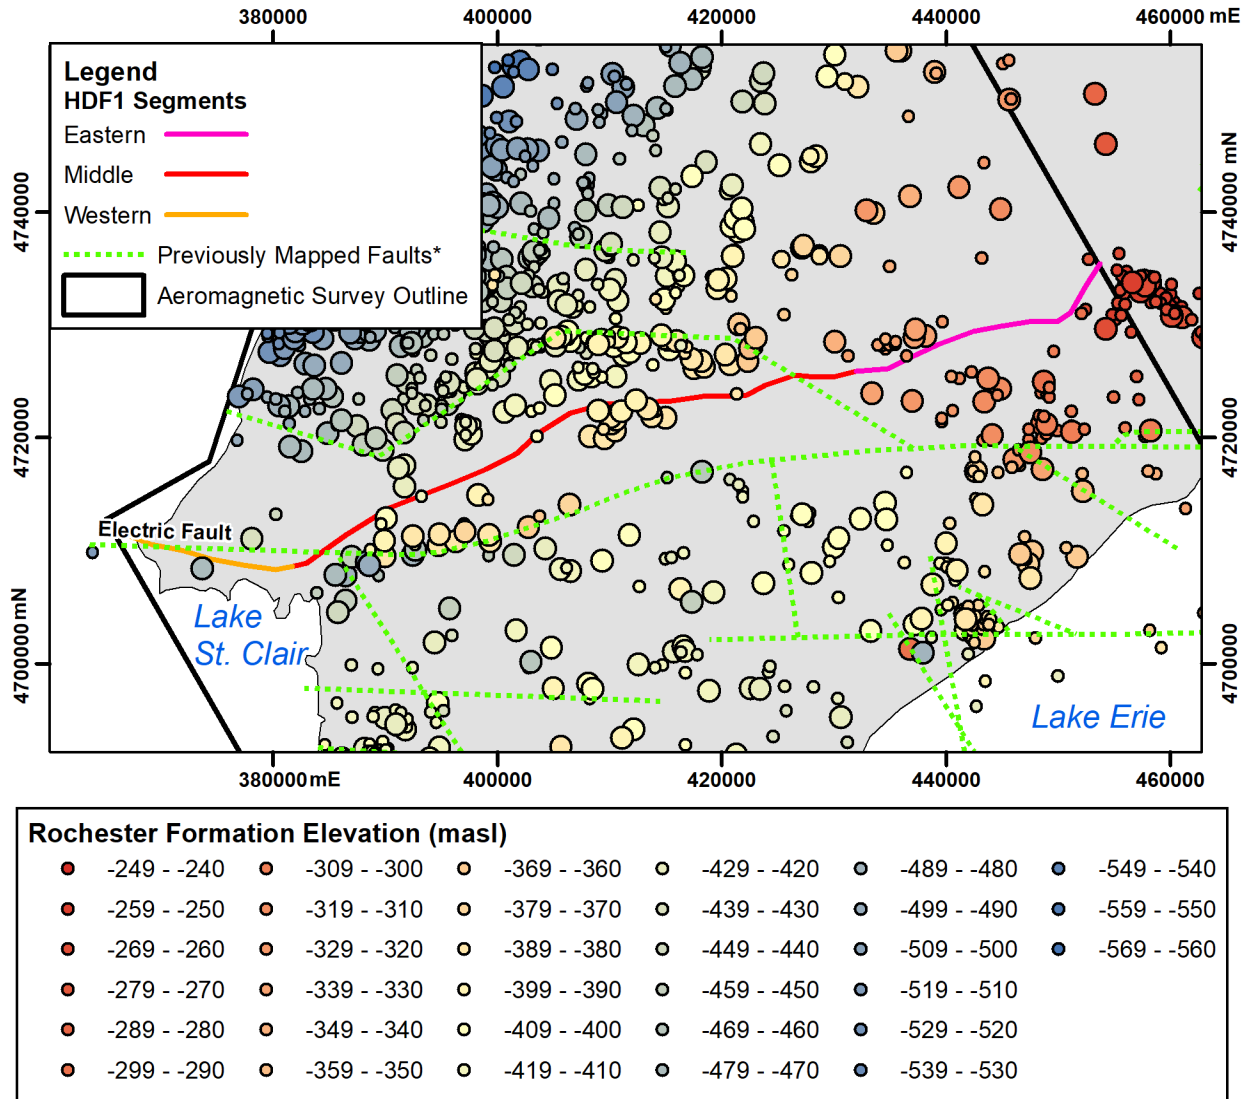 380000 400000 420000 440000 460000 mE
Legend
HDF1 Segments
Eastern
Middle
Western
Previously Mapped Faults*
Aeromagnetic Survey Outline
4740000
4720000
4700000 mN
4740000 mN
4720000
4700000
Electric Fault
Lake
St. Clair
Lake Erie
380000 mE 400000 420000 440000 460000
Rochester Formation Elevation (masl)
-249 - -240 -309 - -300 -369 - -360 -429 - -420 -489 - -480 -549 - -540
-259 - -250 -319 - -310 -379 - -370 -439 - -430 -499 - -490 -559 - -550
-269 - -260 -329 - -320 -389 - -380 -449 - -440 -509 - -500 -569 - -560
-279 - -270 -339 - -330 -399 - -390 -459 - -450 -519 - -510
-289 - -280 -349 - -340 -409 - -400 -469 - -460 -529 - -520
-299 - -290 -359 - -350 -419 - -410 -479 - -470 -539 - -530